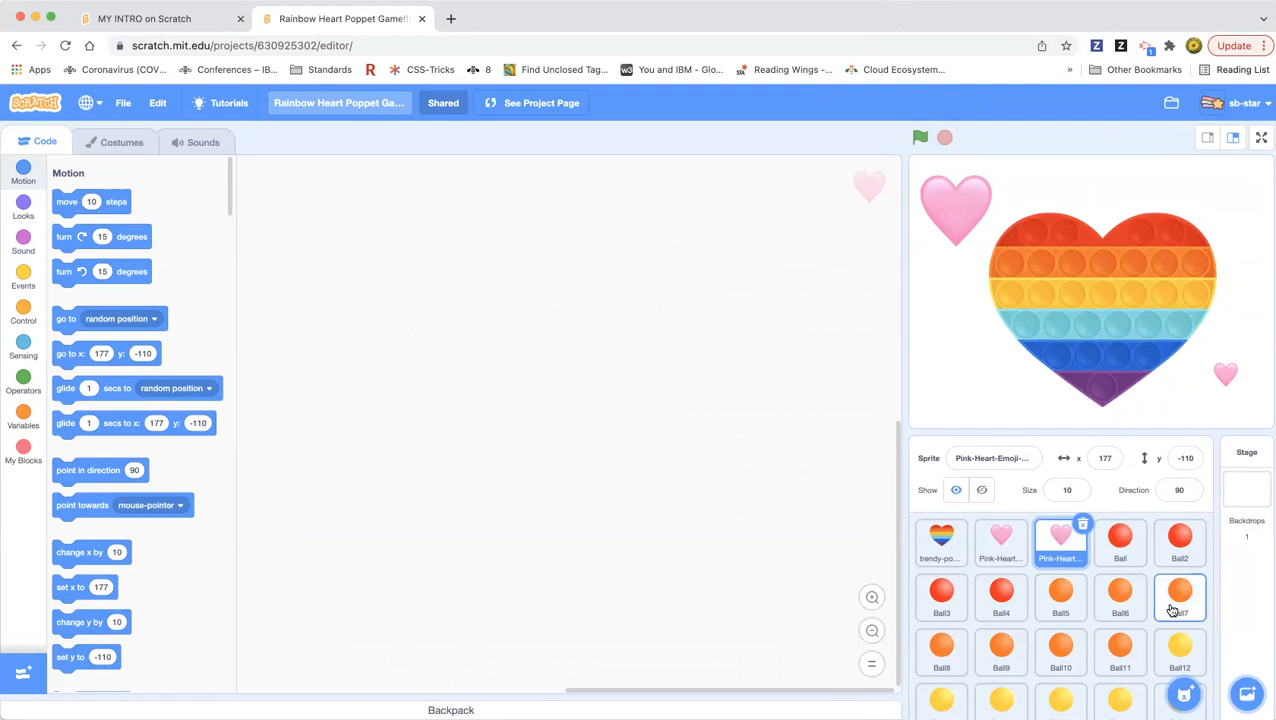 MY INTRO on Scratch
Rainbow Heart Poppet Game!!!
scratch.mit.edu/projects/630925302/editor/
Update
Apps
Coronavirus (COV...
Conferences – IB...
Standards
R
CSS-Tricks
8
Find Unclosed Tag...
w3
You and IBM - Glo...
Reading Wings -...
Cloud Ecosystem...
»
Other Bookmarks
Reading List
SCRATCH
File
Edit
Tutorials
Rainbow Heart Poppet Ga...
Shared
See Project Page
sb-star
Code
Costumes
Sounds
Motion
Looks
Sound
Events
Control
Sensing
Operators
Variables
My Blocks
Motion
move 10 steps
turn 15 degrees
turn 15 degrees
go to random position
go to x: 177 y: -110
glide 1 secs to random position
glide 1 secs to x: 177 y: -110
point in direction 90
point towards mouse-pointer
change x by 10
set x to 177
change y by 10
set y to -110
Backpack
Sprite Pink-Heart-Emoji-... x 177 y -110
Show Size 10 Direction 90
trendy-po... Pink-Heart... Pink-Heart... Ball Ball2
Ball3 Ball4 Ball5 Ball6 Ball7
Ball8 Ball9 Ball10 Ball11 Ball12
Stage
Backdrops
1